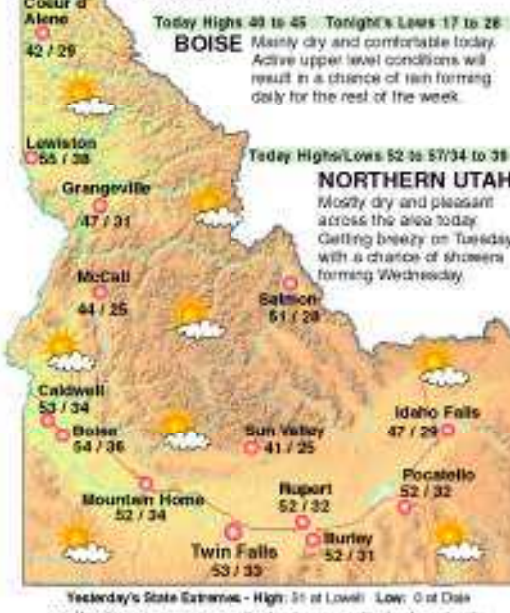 Coeur d'
Alene
42 / 29
Today Highs 40 to 45 Tonight's Lows 17 to 26
BOISE Mainly dry and comfortable today.
Active upper level conditions will
result in a chance of rain forming
daily for the rest of the week.
Lewiston
55 / 38
Today Highs/Lows 52 to 57/34 to 39
NORTHERN UTAH
Mostly dry and pleasant
across the area today.
Getting breezy on Tuesday
with a chance of showers
forming Wednesday.
Grangeville
47 / 31
McCall
44 / 25
Salmon
51 / 28
Caldwell
53 / 34
Boise
54 / 36
Sun Valley
41 / 25
Idaho Falls
47 / 29
Mountain Home
52 / 34
Rupert
52 / 32
Pocatello
52 / 32
Twin Falls
53 / 33
Burley
52 / 31
Yesterday's State Extremes - High: 51 at Lowell Low: 0 at Dixie